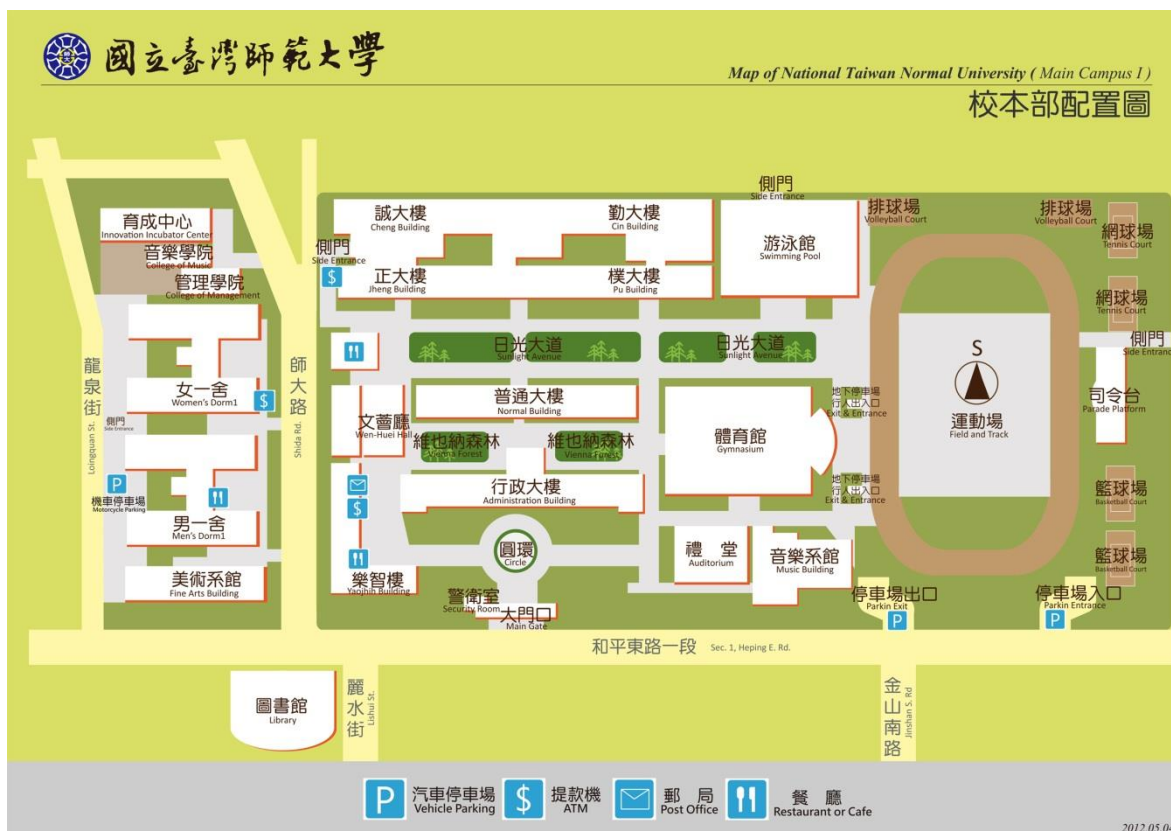 國立臺灣師範大學
Map of National Taiwan Normal University ( Main Campus I )
校本部配置圖
育成中心
Innovation Incubator Center
音樂學院
College of Music
管理學院
College of Management
女一舍
Women's Dorm1
側門
Side Entrance
機車停車場
Motorcycle Parking
男一舍
Men's Dorm1
美術系館
Fine Arts Building
龍泉街
Loingquan St.
師大路
Shida Rd.
側門
Side Entrance
誠大樓
Cheng Building
勤大樓
Cin Building
正大樓
Jheng Building
樸大樓
Pu Building
側門
Side Entrance
游泳館
Swimming Pool
排球場
Volleyball Court
排球場
Volleyball Court
網球場
Tennis Court
網球場
Tennis Court
側門
Side Entranc
日光大道
Sunlight Avenue
日光大道
Sunlight Avenue
普通大樓
Normal Building
文薈廳
Wen-Huei Hall
維也納森林
Vienna Forest
維也納森林
Vienna Forest
行政大樓
Administration Building
體育館
Gymnasium
地下停車場
行人出入口
Exit & Entrance
地下停車場
行人出入口
Exit & Entrance
S
運動場
Field and Track
司令台
Parade Platform
籃球場
Basketball Court
籃球場
Basketball Court
圓環
Circle
禮 堂
Auditorium
音樂系館
Music Building
樂智樓
Yaojhih Building
警衛室
Security Room
大門口
Main Gate
停車場出口
Parkin Exit
P
停車場入口
Parkin Entrance
P
P
$
$
$
和平東路一段 Sec. 1, Heping E. Rd.
圖書館
Library
麗水街
Lishui St.
金山南路
Jinshan S. Rd
P 汽車停車場
Vehicle Parking
$ 提款機
ATM
郵 局
Post Office
餐 廳
Restaurant or Cafe